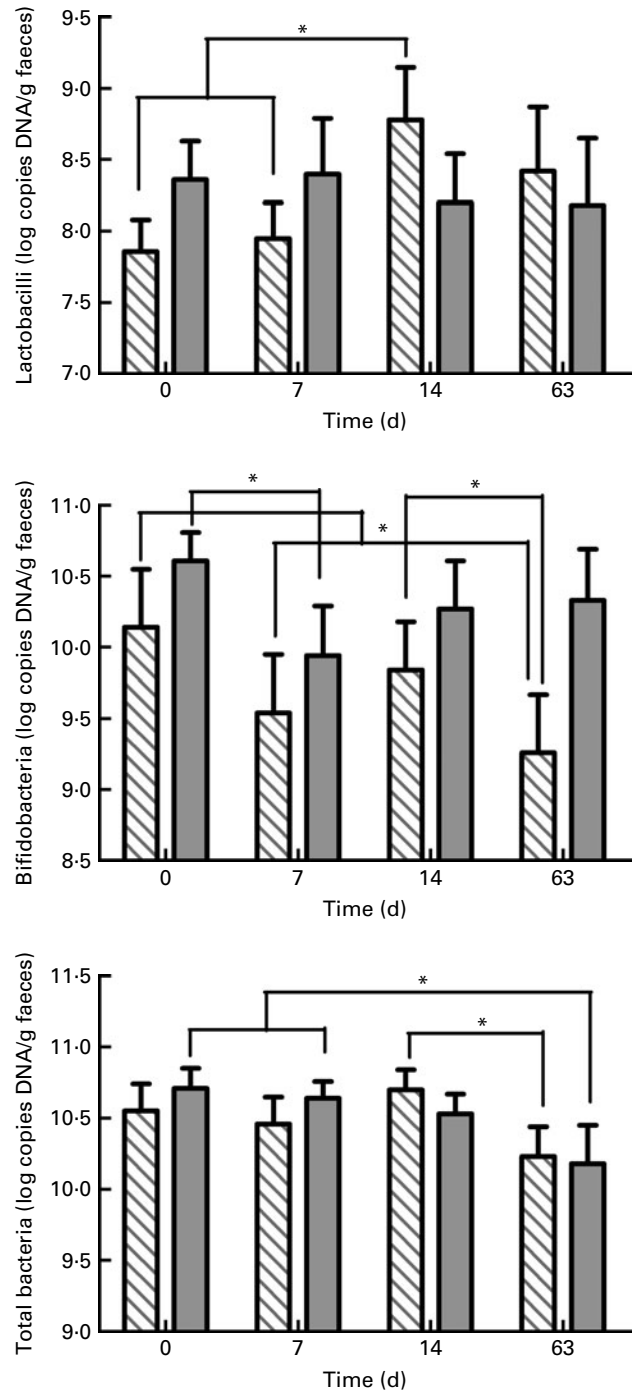 Lactobacilli (log copies DNA/g faeces)
9·5
9·0
8·5
8·0
7·5
7·0
*
0 7 14 63
Time (d)
Bifidobacteria (log copies DNA/g faeces)
11·0
10·5
10·0
9·5
9·0
8·5
* * *
0 7 14 63
Time (d)
Total bacteria (log copies DNA/g faeces)
11·5
11·0
10·5
10·0
9·5
9·0
* *
0 7 14 63
Time (d)